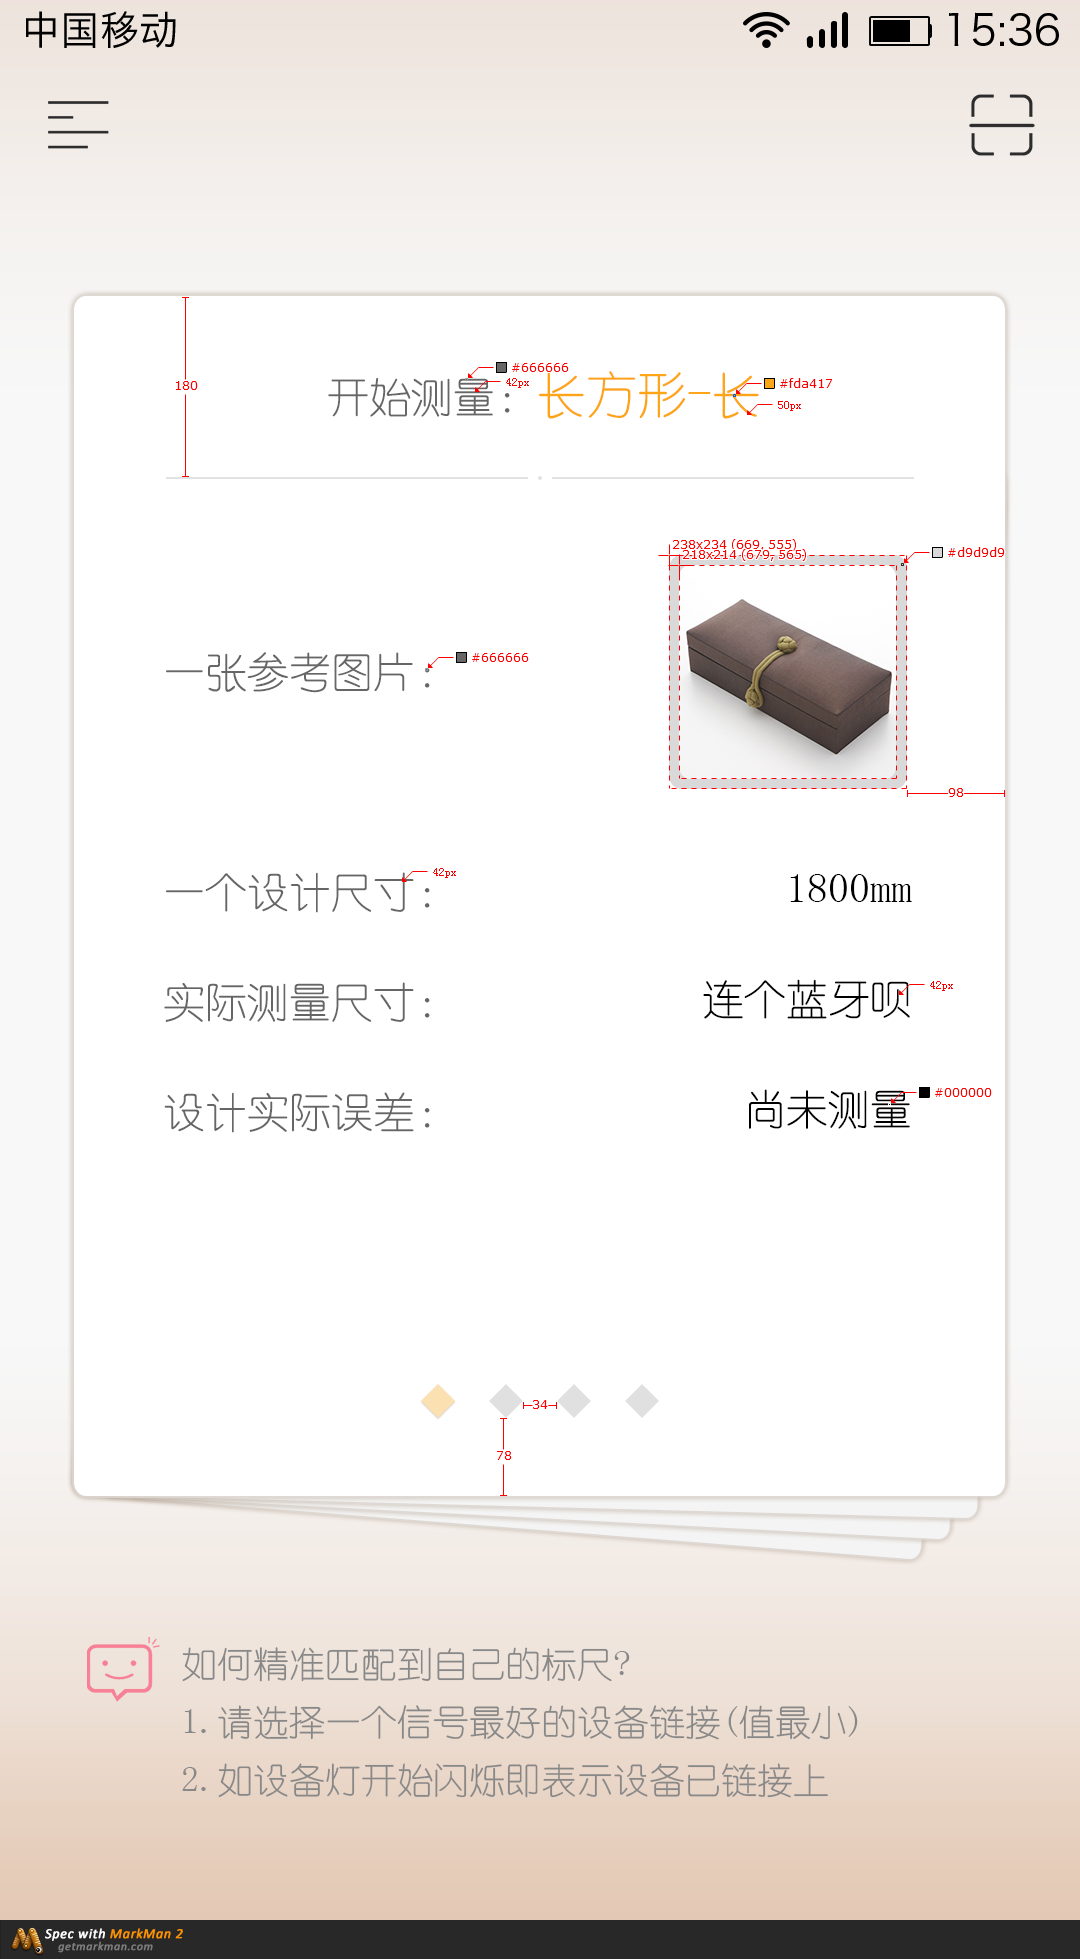 中国移动 15:36
180
#666666
42px
开始测量：长方形-长
#fda417
50px
238x234 (669, 555)
218x214 (679, 565)
#d9d9d9
一张参考图片：
#666666
98
一个设计尺寸：
42px
1800mm
实际测量尺寸：
连个蓝牙呗
42px
设计实际误差：
尚未测量
#000000
34
78
如何精准匹配到自己的标尺?
1.请选择一个信号最好的设备链接(值最小)
2.如设备灯开始闪烁即表示设备已链接上
Spec with MarkMan 2
getmarkman.com